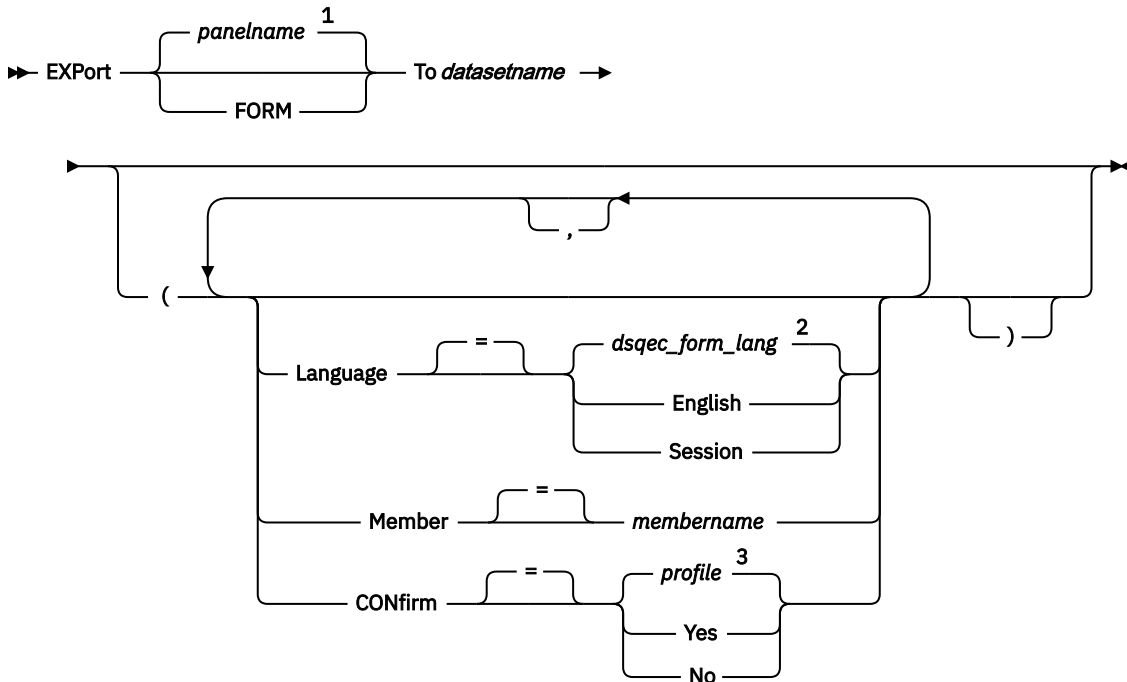 panelname 1
EXPort To datasetname
FORM
,
(
)
=
dsqec_form_lang 2
Language
English
Session
=
Member membername
=
profile 3
CONfirm
Yes
No